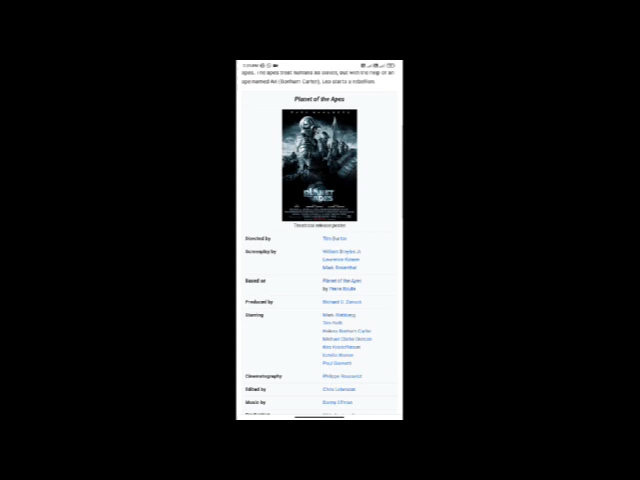 apes. The apes treat humans as slaves, but with the help of an
ape named Ari (Bonham Carter), Leo starts a rebellion.
Planet of the Apes
MARK WAHLBERG
PLANET
APES
Theatrical release poster
Directed by Tim Burton
Screenplay by William Broyles Jr.
Lawrence Konner
Mark Rosenthal
Based on Planet of the Apes
by Pierre Boulle
Produced by Richard D. Zanuck
Starring Mark Wahlberg
Tim Roth
Helena Bonham Carter
Michael Clarke Duncan
Kris Kristofferson
Estella Warren
Paul Giamatti
Cinematography Philippe Rousselot
Edited by Chris Lebenzon
Music by Danny Elfman